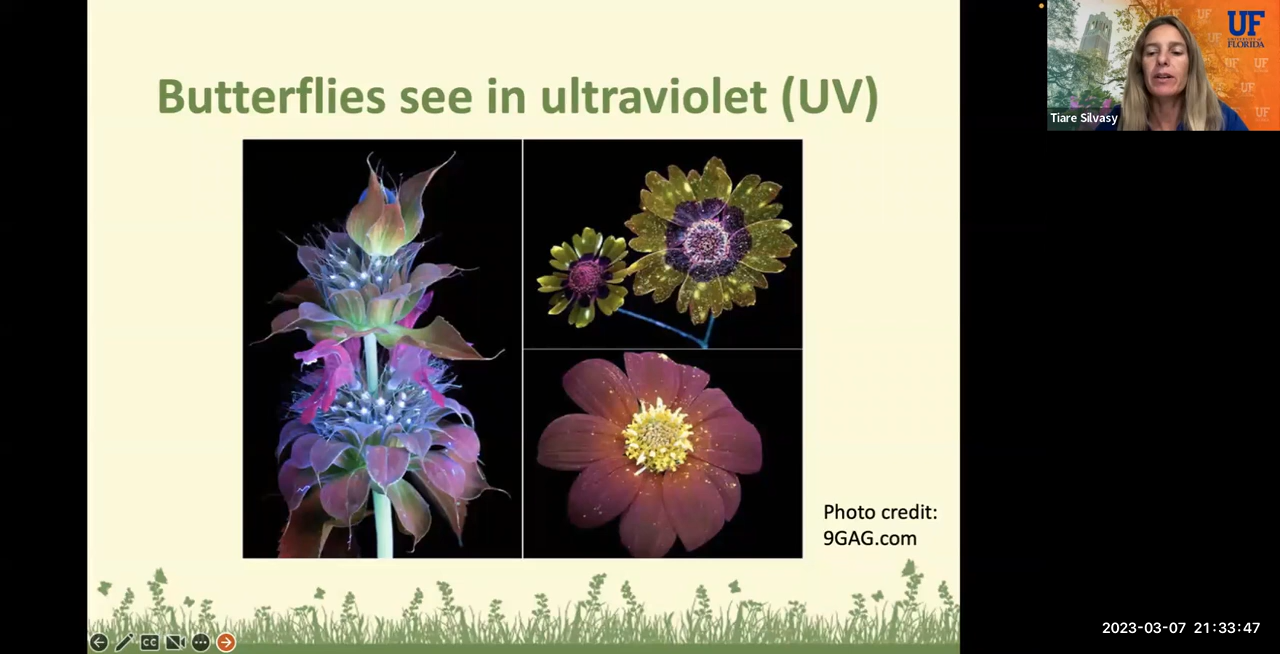 Butterflies see in ultraviolet (UV)
Photo credit:
9GAG.com
CC
UF
UNIVERSITY of
FLORIDA
Tiare Silvasy
2023-03-07 21:33:47